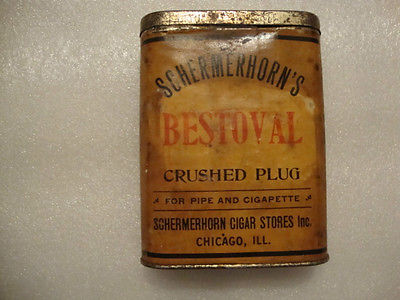 SCHERMERHORN'S
BESTOVAL
CRUSHED PLUG
FOR PIPE AND CIGARETTE
SCHERMERHORN CIGAR STORES Inc.
CHICAGO, ILL.